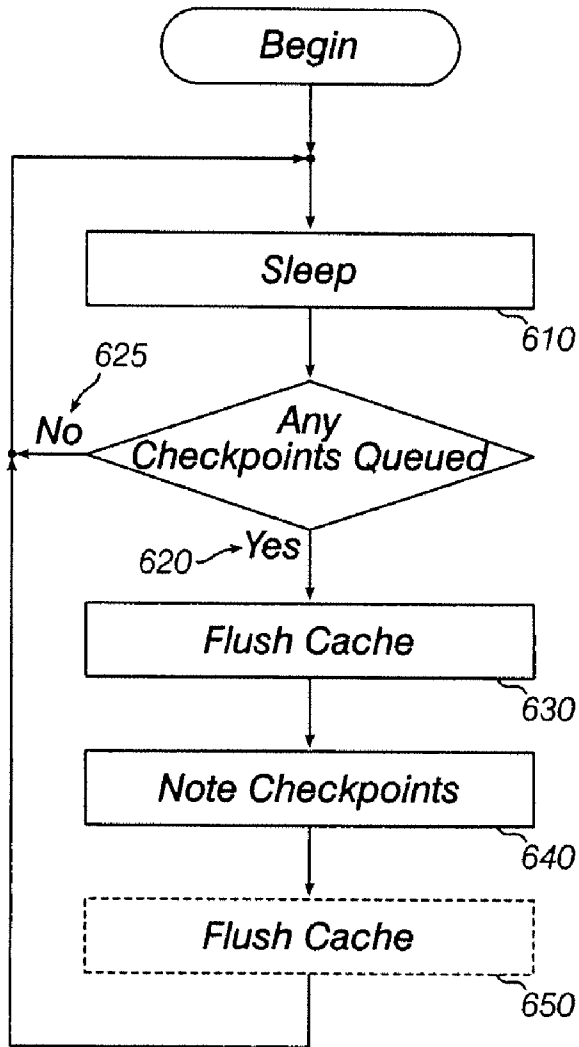 Begin
Sleep
610
625
No
Any
Checkpoints Queued
620
Yes
Flush Cache
630
Note Checkpoints
640
Flush Cache
650